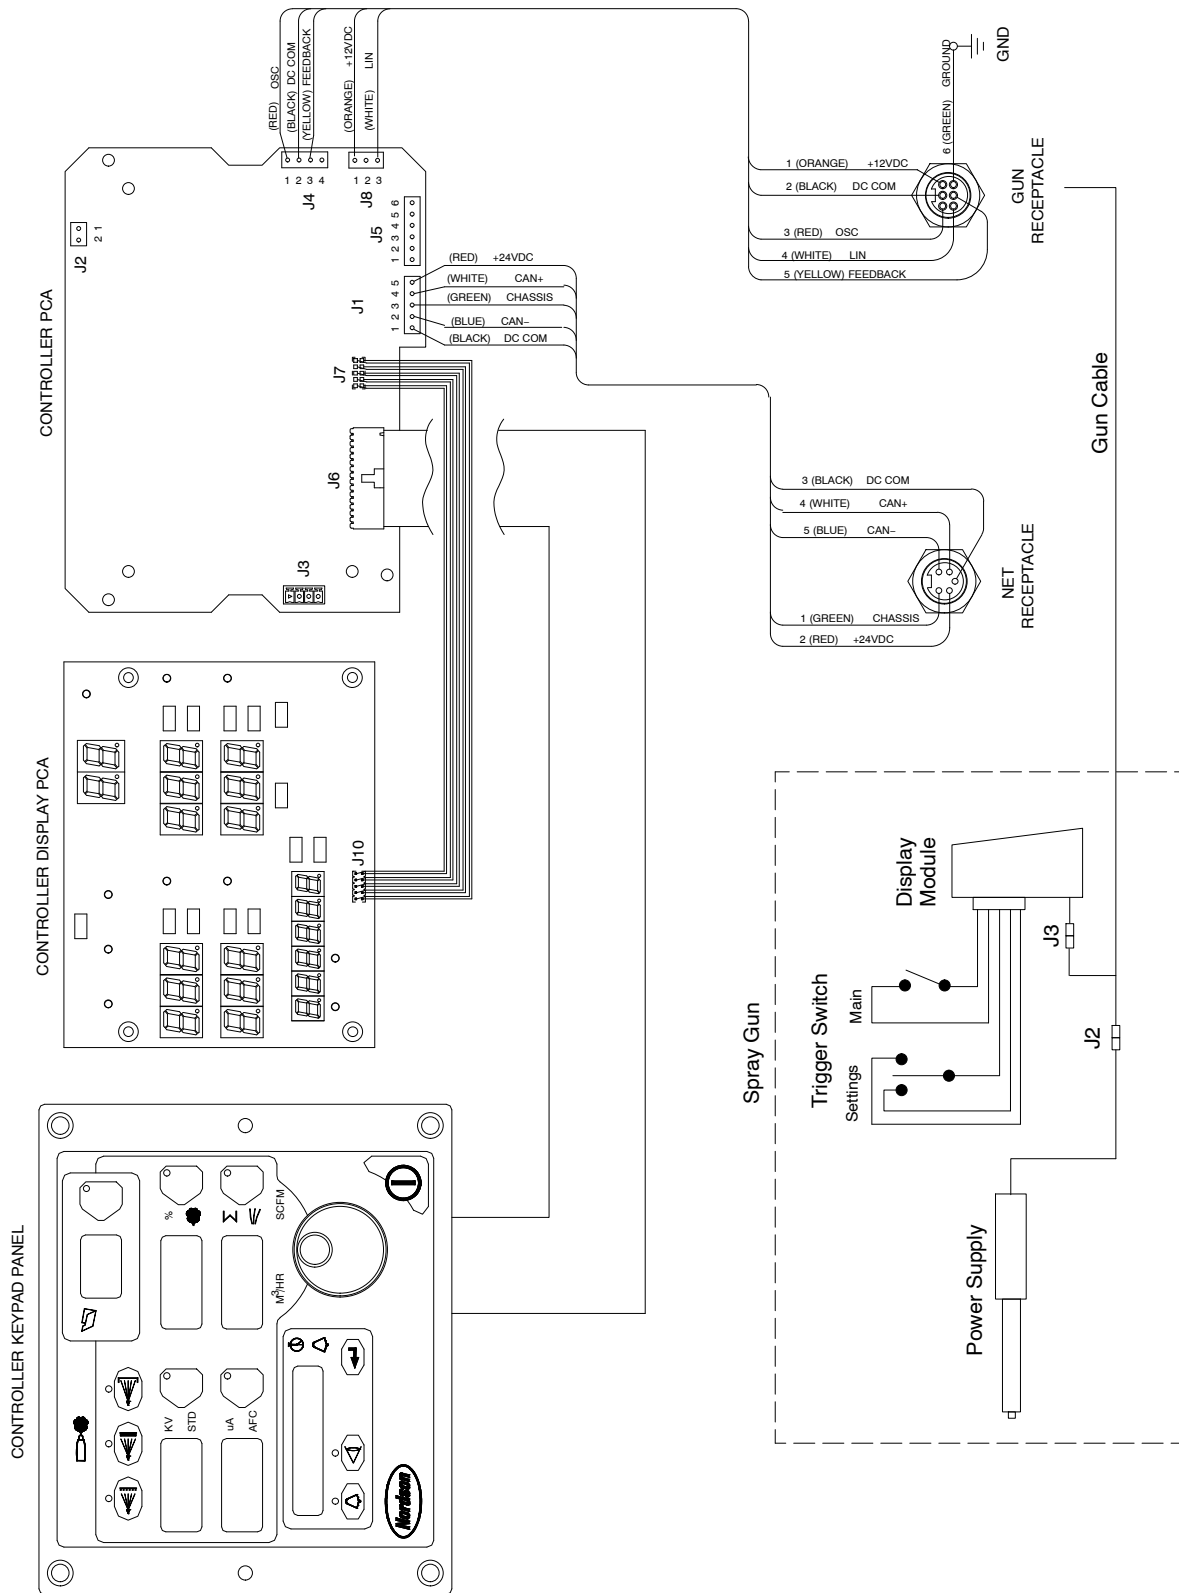 CONTROLLER PCA
J2
2 1
(RED) OSC
(BLACK) DC COM
(YELLOW) FEEDBACK
(ORANGE) +12VDC
(WHITE) LIN
1 2 3 4
J4
1 2 3
J8
J5
1 2 3 4 5 6
J1
1 2 3 4 5
J7
J6
J3
(RED) +24VDC
(WHITE) CAN+
(GREEN) CHASSIS
(BLUE) CAN−
(BLACK) DC COM
1 (ORANGE) +12VDC
2 (BLACK) DC COM
3 (RED) OSC
4 (WHITE) LIN
5 (YELLOW) FEEDBACK
6 (GREEN) GROUND
GND
GUN
RECEPTACLE
3 (BLACK) DC COM
4 (WHITE) CAN+
5 (BLUE) CAN−
1 (GREEN) CHASSIS
2 (RED) +24VDC
NET
RECEPTACLE
Gun Cable
CONTROLLER DISPLAY PCA
J10
CONTROLLER KEYPAD PANEL
%
KV
STD
uA
AFC
M³/HR
SCFM
Nordson
Spray Gun
Trigger Switch
Settings
Main
Display
Module
J3
J2
Power Supply